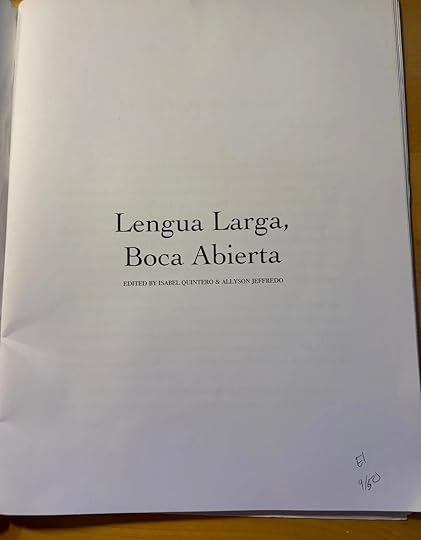 Lengua Larga,
Boca Abierta
EDITED BY ISABEL QUINTERO & ALLYSON JEFFREDO
E1
9/50